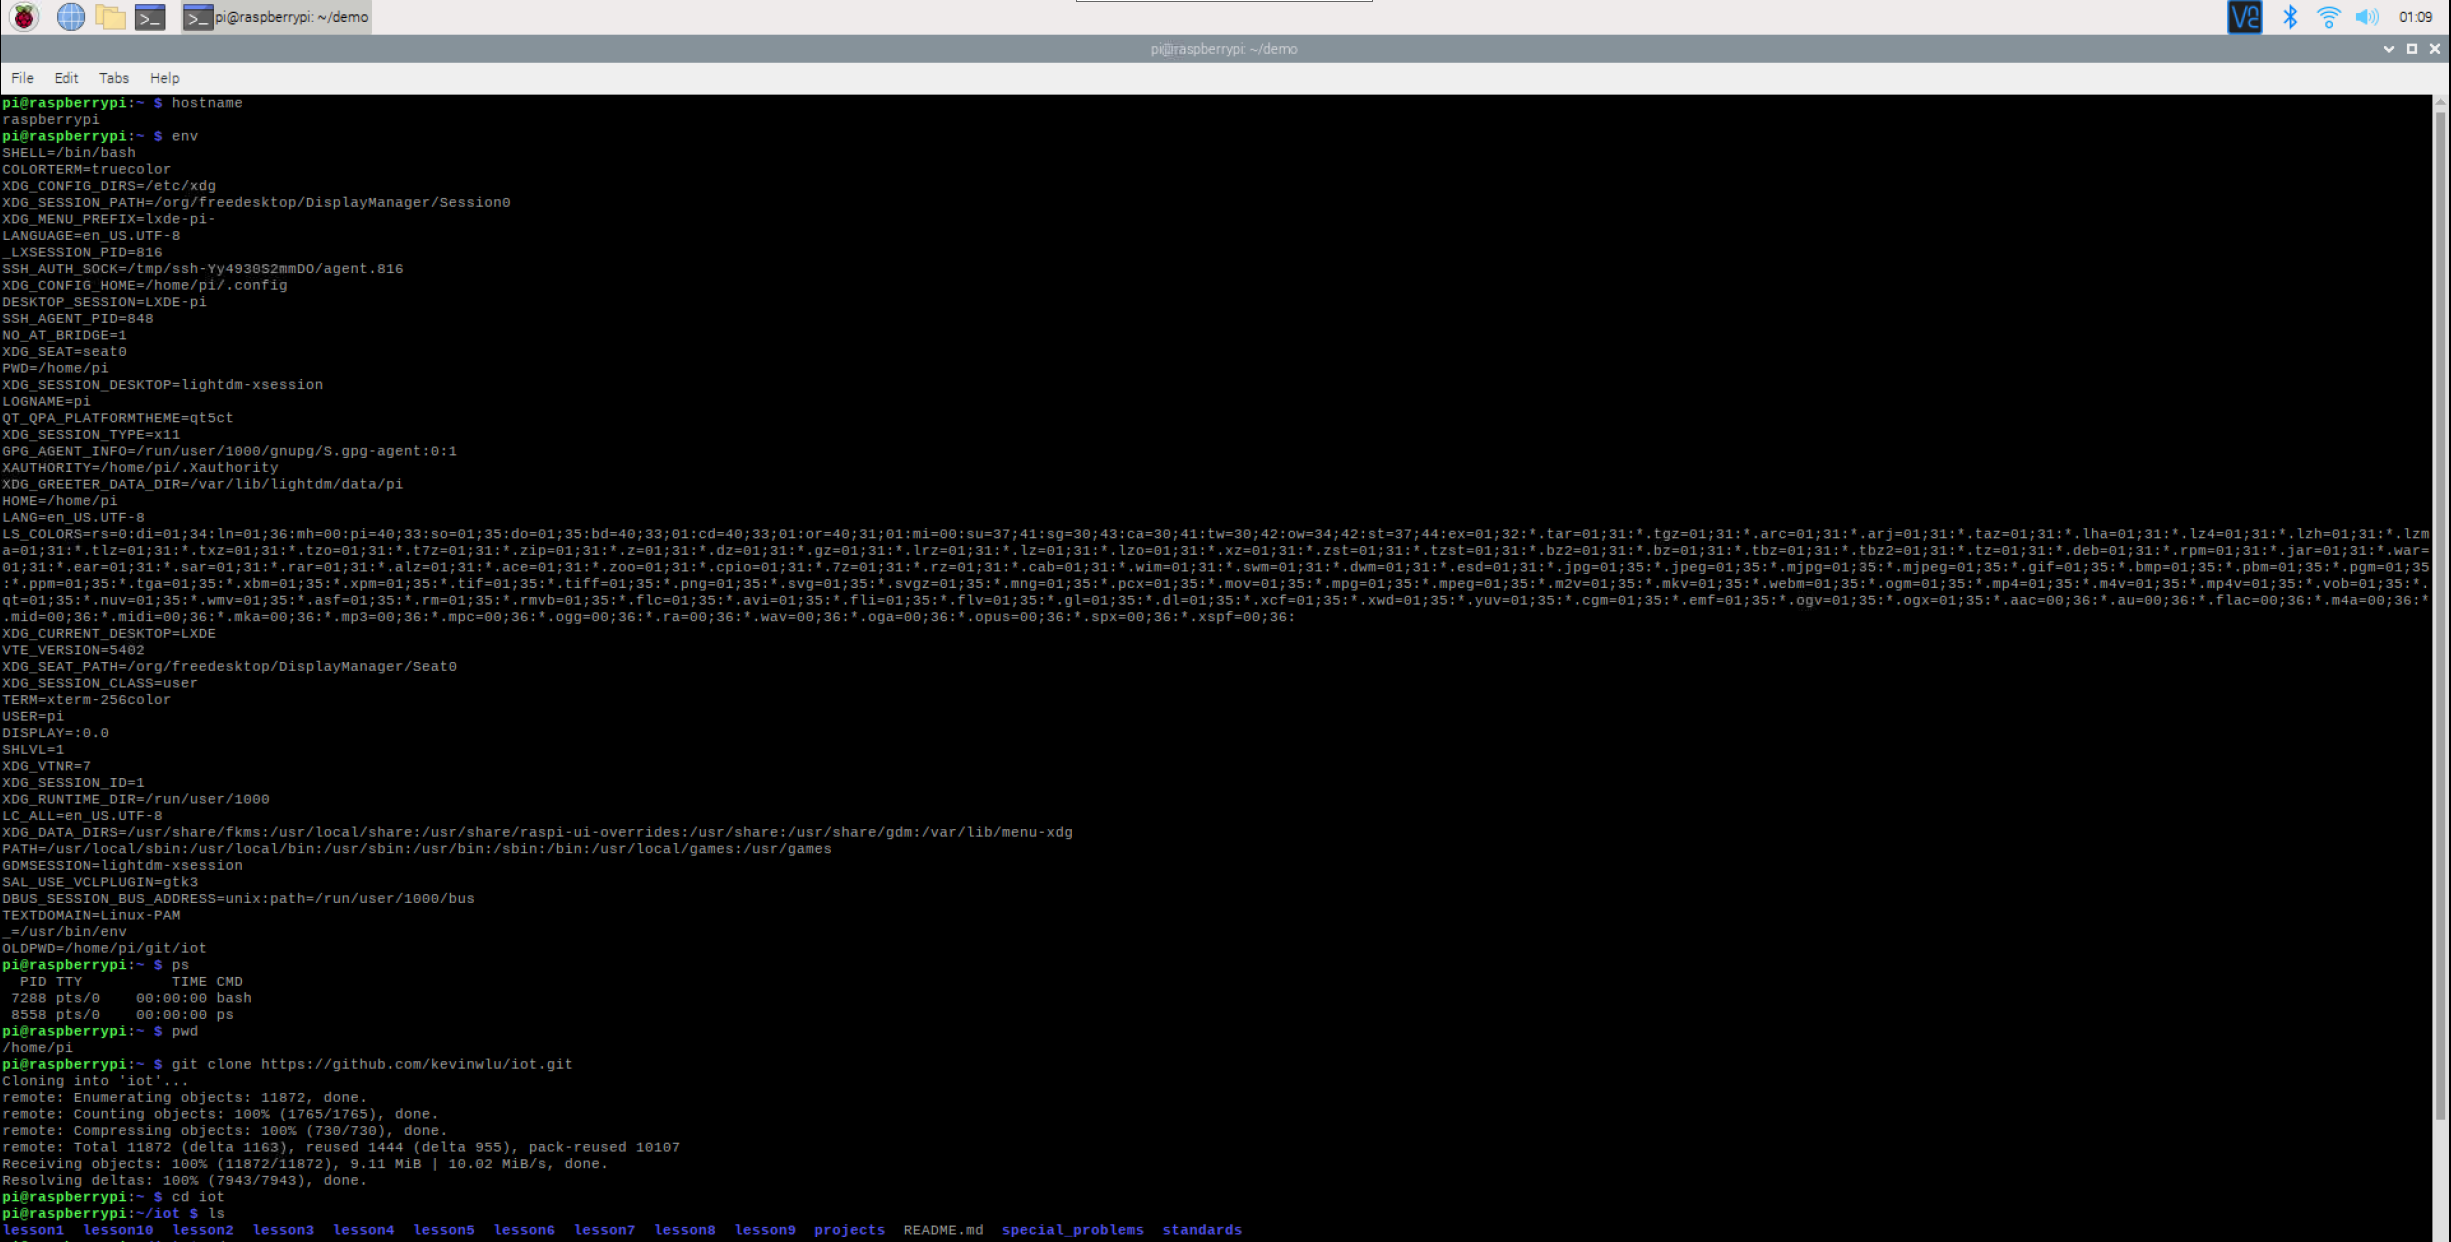 pi@raspberrypi: ~/demo
01:09
pi@raspberrypi: ~/demo
File Edit Tabs Help
pi@raspberrypi:~ $ hostname
raspberrypi
pi@raspberrypi:~ $ env
SHELL=/bin/bash
COLORTERM=truecolor
XDG_CONFIG_DIRS=/etc/xdg
XDG_SESSION_PATH=/org/freedesktop/DisplayManager/Session0
XDG_MENU_PREFIX=lxde-pi-
LANGUAGE=en_US.UTF-8
_LXSESSION_PID=816
SSH_AUTH_SOCK=/tmp/ssh-Yy4930S2mmDO/agent.816
XDG_CONFIG_HOME=/home/pi/.config
DESKTOP_SESSION=LXDE-pi
SSH_AGENT_PID=848
NO_AT_BRIDGE=1
XDG_SEAT=seat0
PWD=/home/pi
XDG_SESSION_DESKTOP=lightdm-xsession
LOGNAME=pi
QT_QPA_PLATFORMTHEME=qt5ct
XDG_SESSION_TYPE=x11
GPG_AGENT_INFO=/run/user/1000/gnupg/S.gpg-agent:0:1
XAUTHORITY=/home/pi/.Xauthority
XDG_GREETER_DATA_DIR=/var/lib/lightdm/data/pi
HOME=/home/pi
LANG=en_US.UTF-8
LS_COLORS=rs=0:di=01;34:ln=01;36:mh=00:pi=40;33:so=01;35:do=01;35:bd=40;33;01:cd=40;33;01:or=40;31;01:mi=00:su=37;41:sg=30;43:ca=30;41:tw=30;42:ow=34;42:st=37;44:ex=01;32:*.tar=01;31:*.tgz=01;31:*.arc=01;31:*.arj=01;31:*.taz=01;31:*.lha=01;31:*.lz4=01;31:*.lzh=01;31:*.lzm
a=01;31:*.tlz=01;31:*.txz=01;31:*.tzo=01;31:*.t7z=01;31:*.zip=01;31:*.z=01;31:*.dz=01;31:*.gz=01;31:*.lrz=01;31:*.lz=01;31:*.lzo=01;31:*.xz=01;31:*.zst=01;31:*.tzst=01;31:*.bz2=01;31:*.bz=01;31:*.tbz=01;31:*.tbz2=01;31:*.tz=01;31:*.deb=01;31:*.rpm=01;31:*.jar=01;31:*.war=
01;31:*.ear=01;31:*.sar=01;31:*.rar=01;31:*.alz=01;31:*.ace=01;31:*.zoo=01;31:*.cpio=01;31:*.7z=01;31:*.rz=01;31:*.cab=01;31:*.wim=01;31:*.swm=01;31:*.dwm=01;31:*.esd=01;31:*.jpg=01;35:*.jpeg=01;35:*.mjpg=01;35:*.mjpeg=01;35:*.gif=01;35:*.bmp=01;35:*.pbm=01;35:*.pgm=01;35
:*.ppm=01;35:*.tga=01;35:*.xbm=01;35:*.xpm=01;35:*.tif=01;35:*.tiff=01;35:*.png=01;35:*.svg=01;35:*.svgz=01;35:*.mng=01;35:*.pcx=01;35:*.mov=01;35:*.mpg=01;35:*.mpeg=01;35:*.m2v=01;35:*.mkv=01;35:*.webm=01;35:*.ogm=01;35:*.mp4=01;35:*.m4v=01;35:*.mp4v=01;35:*.vob=01;35:*.
qt=01;35:*.nuv=01;35:*.wmv=01;35:*.asf=01;35:*.rm=01;35:*.rmvb=01;35:*.flc=01;35:*.avi=01;35:*.fli=01;35:*.flv=01;35:*.gl=01;35:*.dl=01;35:*.xcf=01;35:*.xwd=01;35:*.yuv=01;35:*.cgm=01;35:*.emf=01;35:*.ogv=01;35:*.ogx=01;35:*.aac=00;36:*.au=00;36:*.flac=00;36:*.m4a=00;36:*
.mid=00;36:*.midi=00;36:*.mka=00;36:*.mp3=00;36:*.mpc=00;36:*.ogg=00;36:*.ra=00;36:*.wav=00;36:*.oga=00;36:*.opus=00;36:*.spx=00;36:*.xspf=00;36:
XDG_CURRENT_DESKTOP=LXDE
VTE_VERSION=5402
XDG_SEAT_PATH=/org/freedesktop/DisplayManager/Seat0
XDG_SESSION_CLASS=user
TERM=xterm-256color
USER=pi
DISPLAY=:0.0
SHLVL=1
XDG_VTNR=7
XDG_SESSION_ID=1
XDG_RUNTIME_DIR=/run/user/1000
LC_ALL=en_US.UTF-8
XDG_DATA_DIRS=/usr/share/fkms:/usr/local/share:/usr/share/raspi-ui-overrides:/usr/share:/usr/share/gdm:/var/lib/menu-xdg
PATH=/usr/local/sbin:/usr/local/bin:/usr/sbin:/usr/bin:/sbin:/bin:/usr/local/games:/usr/games
GDMSESSION=lightdm-xsession
SAL_USE_VCLPLUGIN=gtk3
DBUS_SESSION_BUS_ADDRESS=unix:path=/run/user/1000/bus
TEXTDOMAIN=Linux-PAM
_=/usr/bin/env
OLDPWD=/home/pi/git/iot
pi@raspberrypi:~ $ ps
  PID TTY          TIME CMD
 7288 pts/0    00:00:00 bash
 8558 pts/0    00:00:00 ps
pi@raspberrypi:~ $ pwd
/home/pi
pi@raspberrypi:~ $ git clone https://github.com/kevinwlu/iot.git
Cloning into 'iot'...
remote: Enumerating objects: 11872, done.
remote: Counting objects: 100% (1765/1765), done.
remote: Compressing objects: 100% (730/730), done.
remote: Total 11872 (delta 1163), reused 1444 (delta 955), pack-reused 10107
Receiving objects: 100% (11872/11872), 9.11 MiB | 10.02 MiB/s, done.
Resolving deltas: 100% (7943/7943), done.
pi@raspberrypi:~ $ cd iot
pi@raspberrypi:~/iot $ ls
lesson1  lesson10  lesson2  lesson3  lesson4  lesson5  lesson6  lesson7  lesson8  lesson9  projects  README.md  special_problems  standards